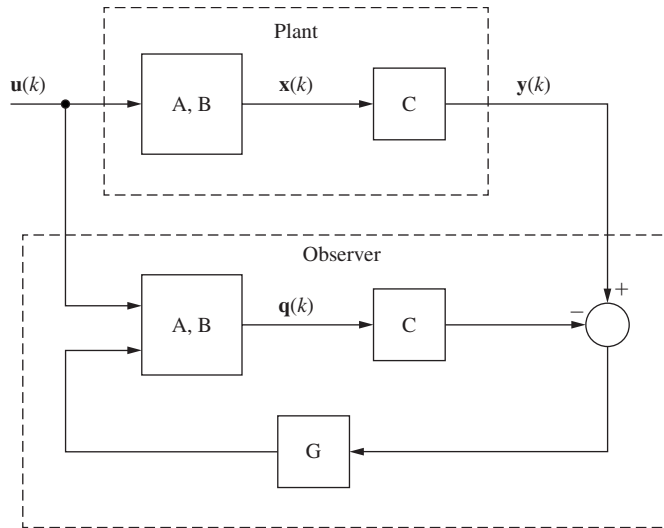 Plant
u(k)
A, B
x(k)
C
y(k)
Observer
A, B
q(k)
C
−
+
G